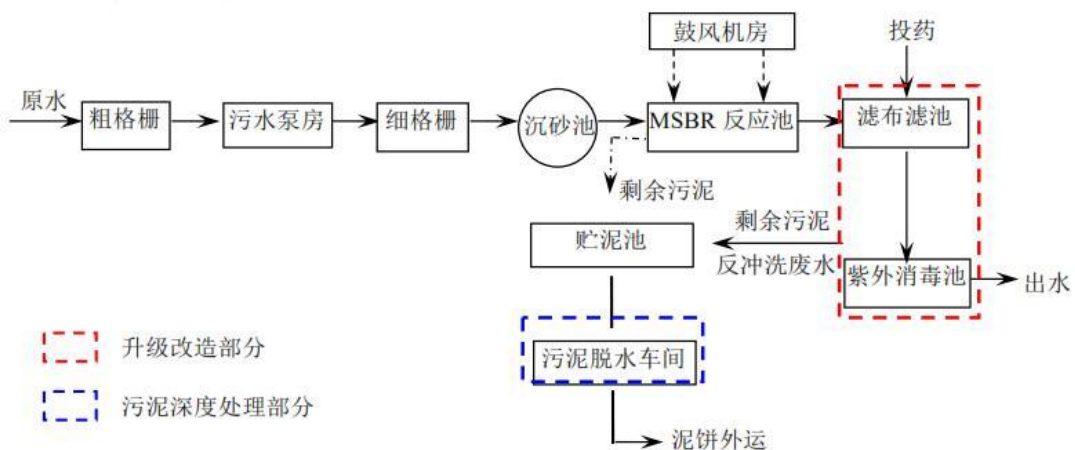 鼓风机房
投药
原水
粗格栅
污水泵房
细格栅
沉砂池
MSBR 反应池
滤布滤池
剩余污泥
贮泥池
剩余污泥
反冲洗废水
紫外消毒池
出水
升级改造部分
污泥脱水车间
污泥深度处理部分
泥饼外运